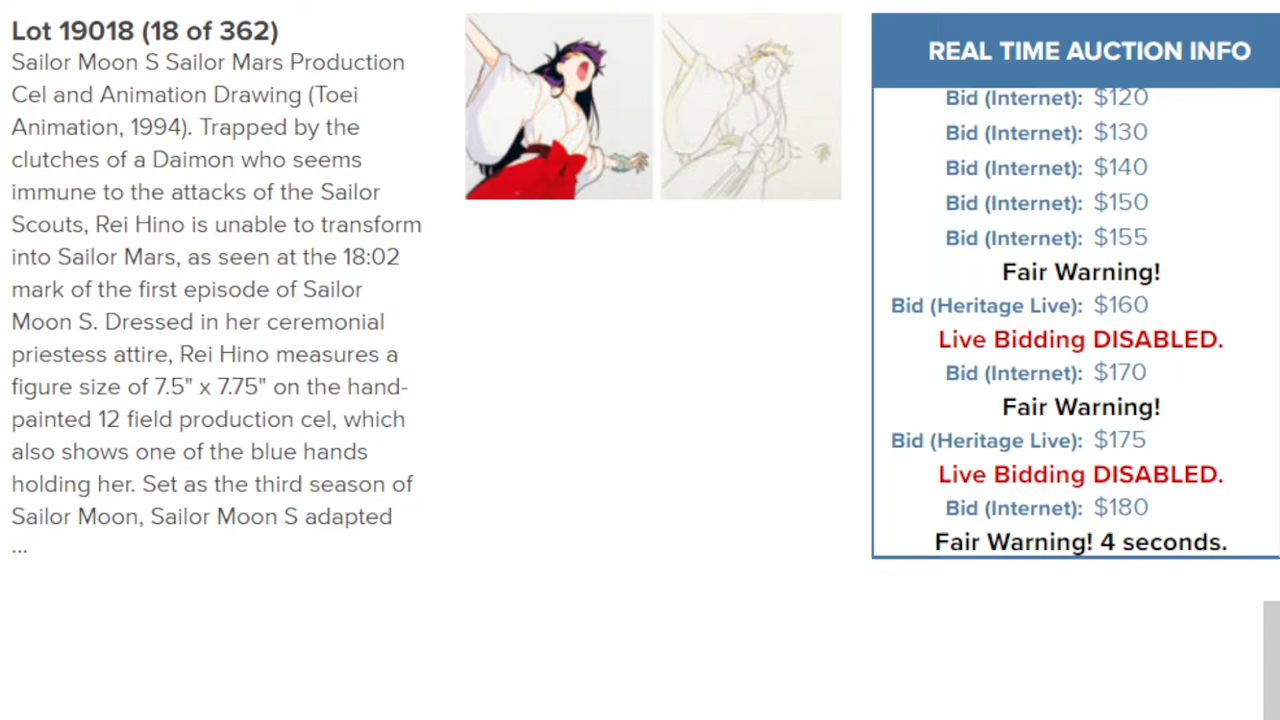 Lot 19018 (18 of 362)
Sailor Moon S Sailor Mars Production
Cel and Animation Drawing (Toei
Animation, 1994). Trapped by the
clutches of a Daimon who seems
immune to the attacks of the Sailor
Scouts, Rei Hino is unable to transform
into Sailor Mars, as seen at the 18:02
mark of the first episode of Sailor
Moon S. Dressed in her ceremonial
priestess attire, Rei Hino measures a
figure size of 7.5" x 7.75" on the hand-
painted 12 field production cel, which
also shows one of the blue hands
holding her. Set as the third season of
Sailor Moon, Sailor Moon S adapted
...
REAL TIME AUCTION INFO
Bid (Internet): $120
Bid (Internet): $130
Bid (Internet): $140
Bid (Internet): $150
Bid (Internet): $155
Fair Warning!
Bid (Heritage Live): $160
Live Bidding DISABLED.
Bid (Internet): $170
Fair Warning!
Bid (Heritage Live): $175
Live Bidding DISABLED.
Bid (Internet): $180
Fair Warning! 4 seconds.